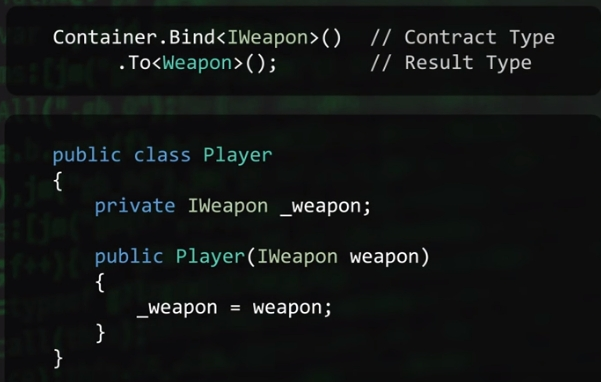 Container.Bind<IWeapon>()  // Contract Type
      .To<Weapon>();       // Result Type
public class Player
{
    private IWeapon _weapon;
    public Player(IWeapon weapon)
    {
        _weapon = weapon;
    }
}